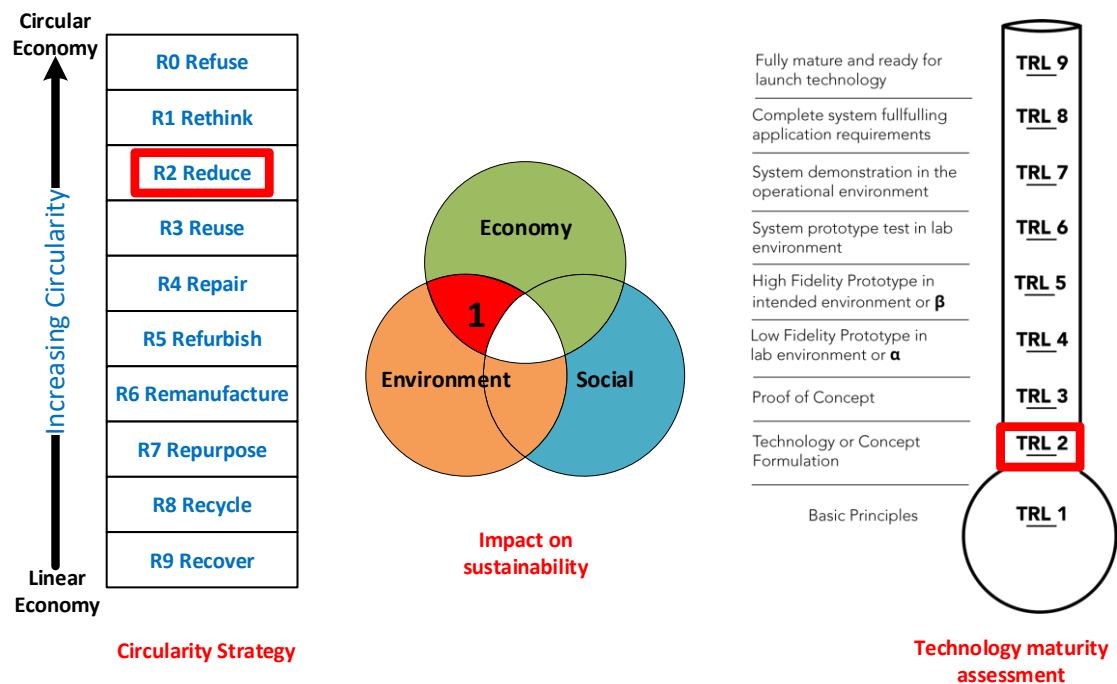 Circular
Economy
Increasing Circularity
Linear
Economy
R0 Refuse
R1 Rethink
R2 Reduce
R3 Reuse
R4 Repair
R5 Refurbish
R6 Remanufacture
R7 Repurpose
R8 Recycle
R9 Recover
Circularity Strategy
Economy
1
Environment
Social
Impact on
sustainability
Fully mature and ready for
launch technology
TRL 9
Complete system fullfulling
application requirements
TRL 8
System demonstration in the
operational environment
TRL 7
System prototype test in lab
environment
TRL 6
High Fidelity Prototype in
intended environment or β
TRL 5
Low Fidelity Prototype in
lab environment or α
TRL 4
Proof of Concept
TRL 3
Technology or Concept
Formulation
TRL 2
Basic Principles
TRL 1
Technology maturity
assessment